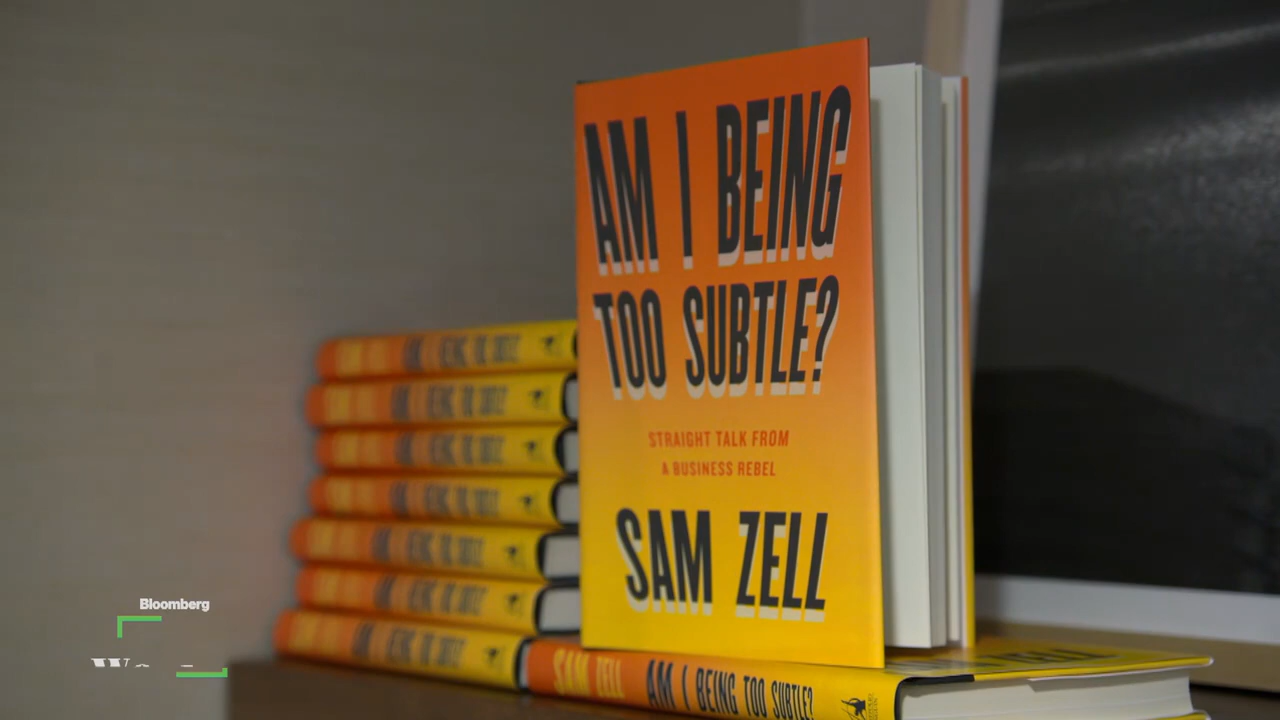 AM I BEING
TOO SUBTLE?
STRAIGHT TALK FROM
A BUSINESS REBEL
SAM ZELL
SAM ZELL AM I BEING TOO SUBTLE?
Bloomberg